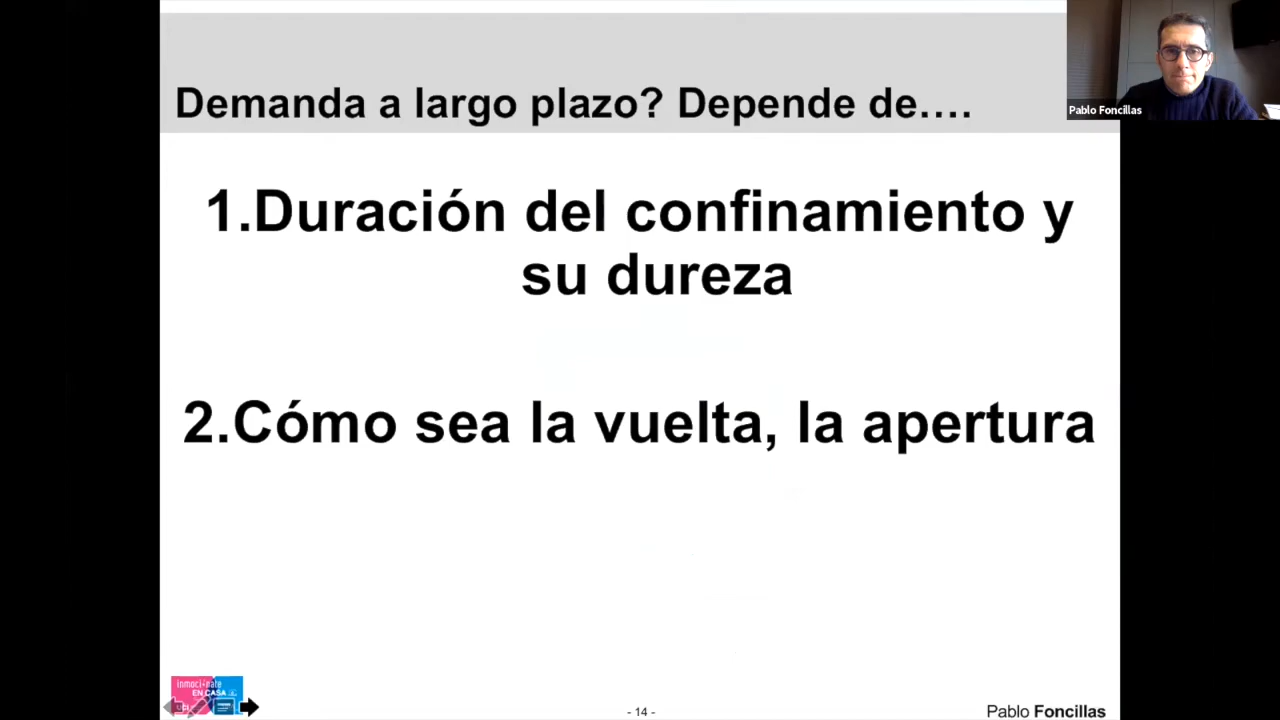 Demanda a largo plazo? Depende de….
Pablo Foncillas
1.Duración del confinamiento y
su dureza
2.Cómo sea la vuelta, la apertura
EN CASA
- 14 -
Pablo Foncillas